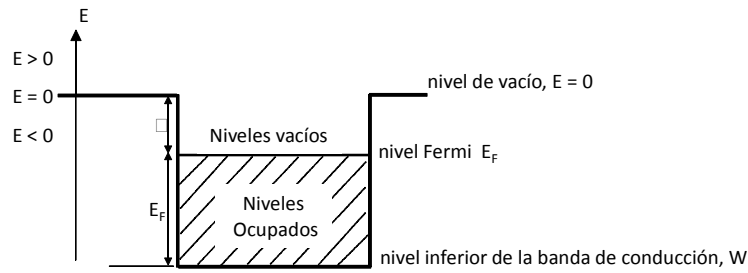 E
E > 0
E = 0
E < 0
nivel de vacío, E = 0
Niveles vacíos
nivel Fermi E_F
E_F
Niveles
Ocupados
nivel inferior de la banda de conducción, W